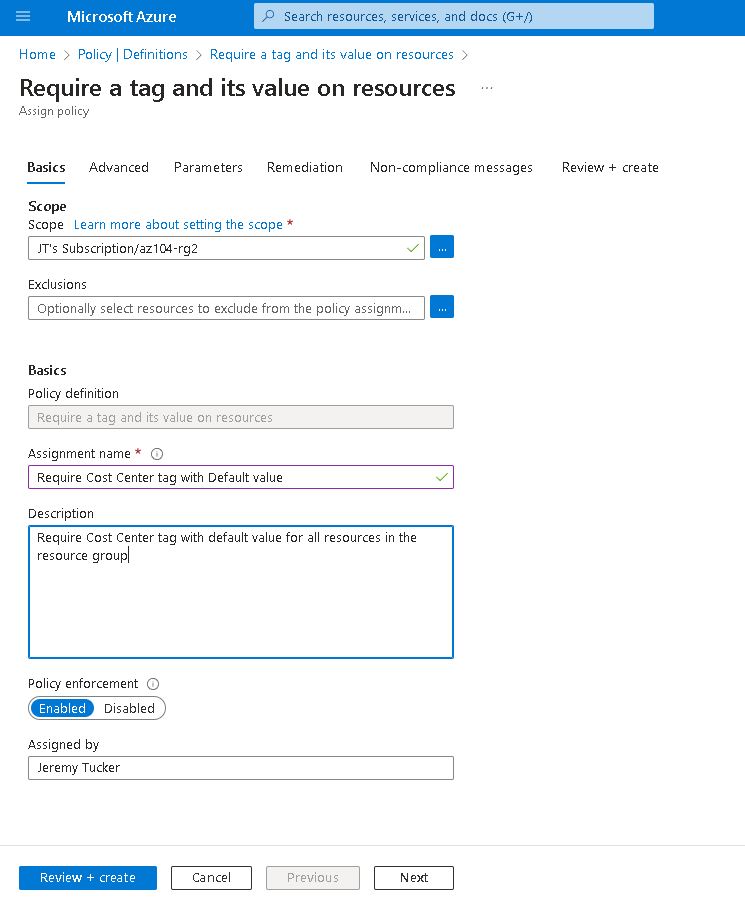 Microsoft Azure
Search resources, services, and docs (G+/)
Home > Policy | Definitions > Require a tag and its value on resources >
Require a tag and its value on resources ...
Assign policy
Basics Advanced Parameters Remediation Non-compliance messages Review + create
Scope
Scope Learn more about setting the scope *
JT's Subscription/az104-rg2
...
Exclusions
Optionally select resources to exclude from the policy assignm...
...
Basics
Policy definition
Require a tag and its value on resources
Assignment name *
Require Cost Center tag with Default value
Description
Require Cost Center tag with default value for all resources in the
resource group
Policy enforcement
Enabled Disabled
Assigned by
Jeremy Tucker
Review + create Cancel Previous Next